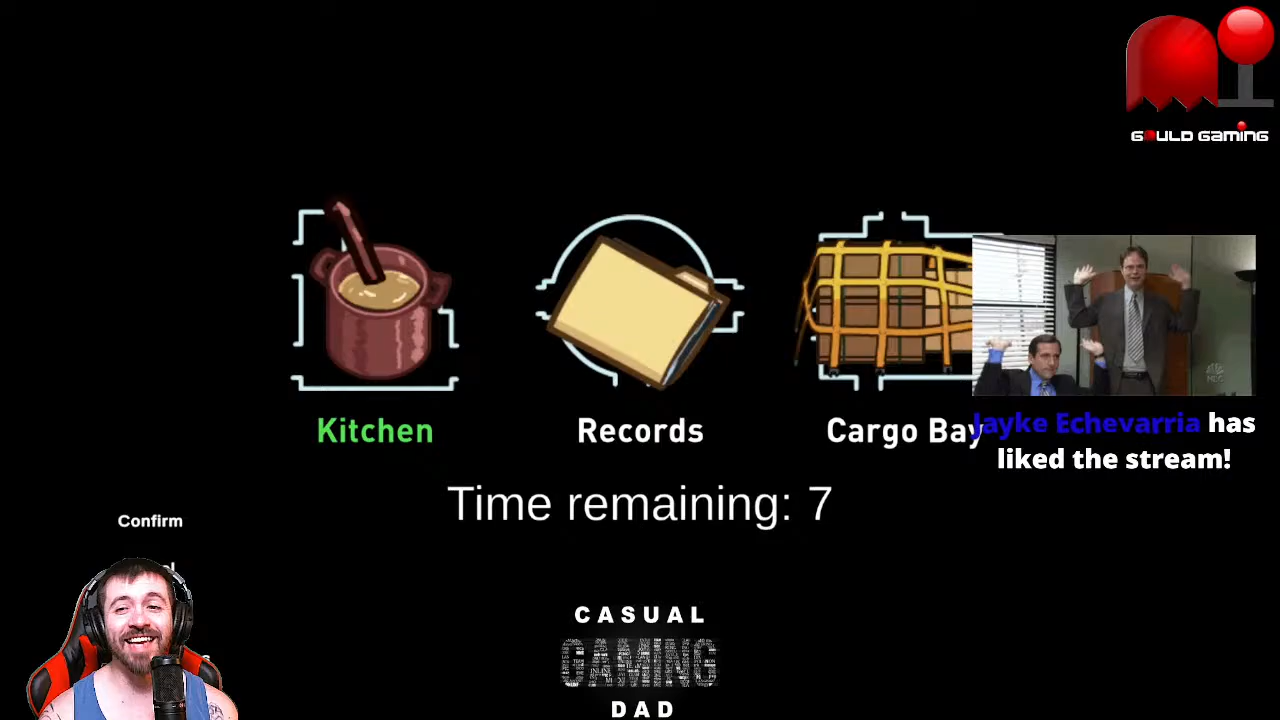 GOULD GAMING
Kitchen
Records
Cargo Bay
Jayke Echevarria has
liked the stream!
Time remaining: 7
Confirm
CASUAL
GAMING
DAD